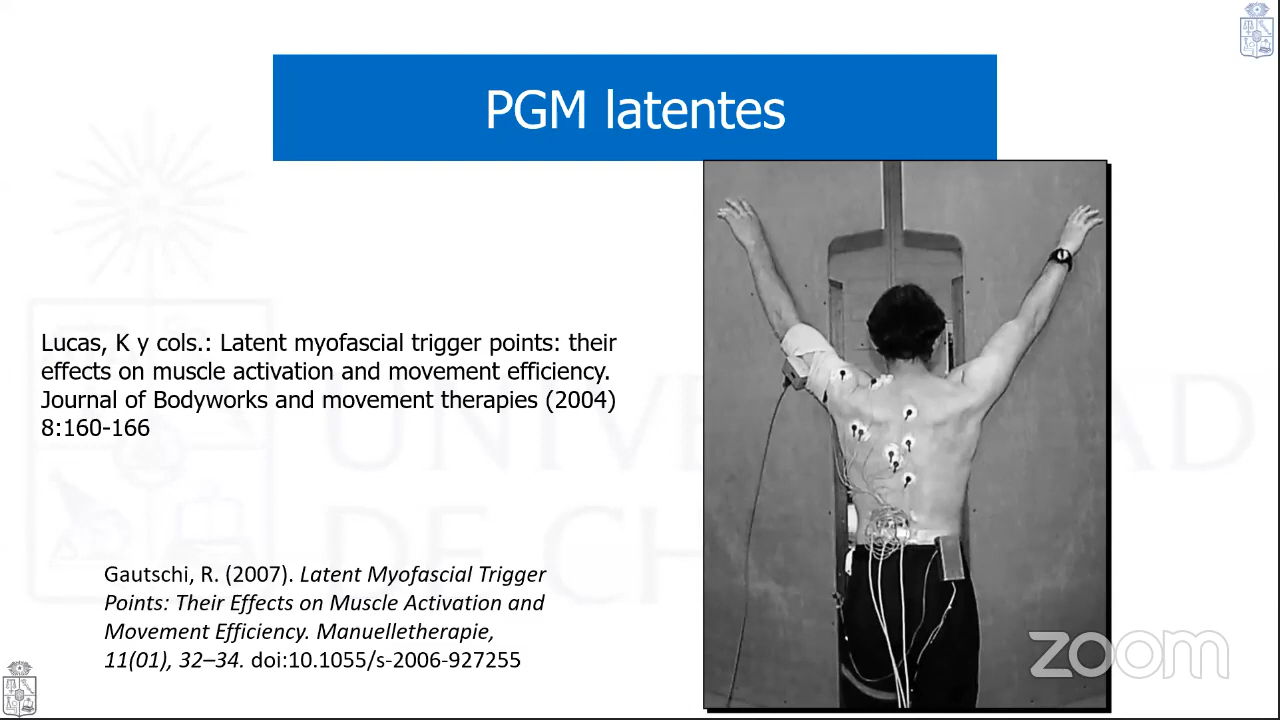 PGM latentes
Lucas, K y cols.: Latent myofascial trigger points: their
effects on muscle activation and movement efficiency.
Journal of Bodyworks and movement therapies (2004)
8:160-166
Gautschi, R. (2007). Latent Myofascial Trigger
Points: Their Effects on Muscle Activation and
Movement Efficiency. Manuelletherapie,
11(01), 32–34. doi:10.1055/s-2006-927255
zoom